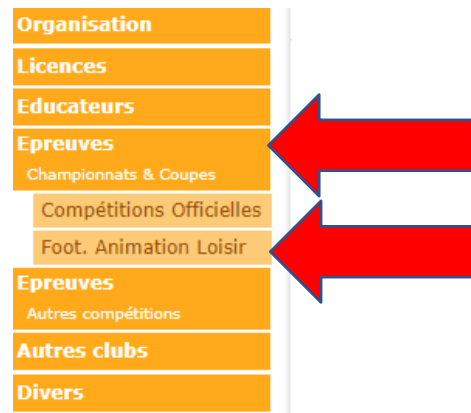 Organisation
Licences
Educateurs
Epreuves
Championnats & Coupes
Compétitions Officielles
Foot. Animation Loisir
Epreuves
Autres compétitions
Autres clubs
Divers